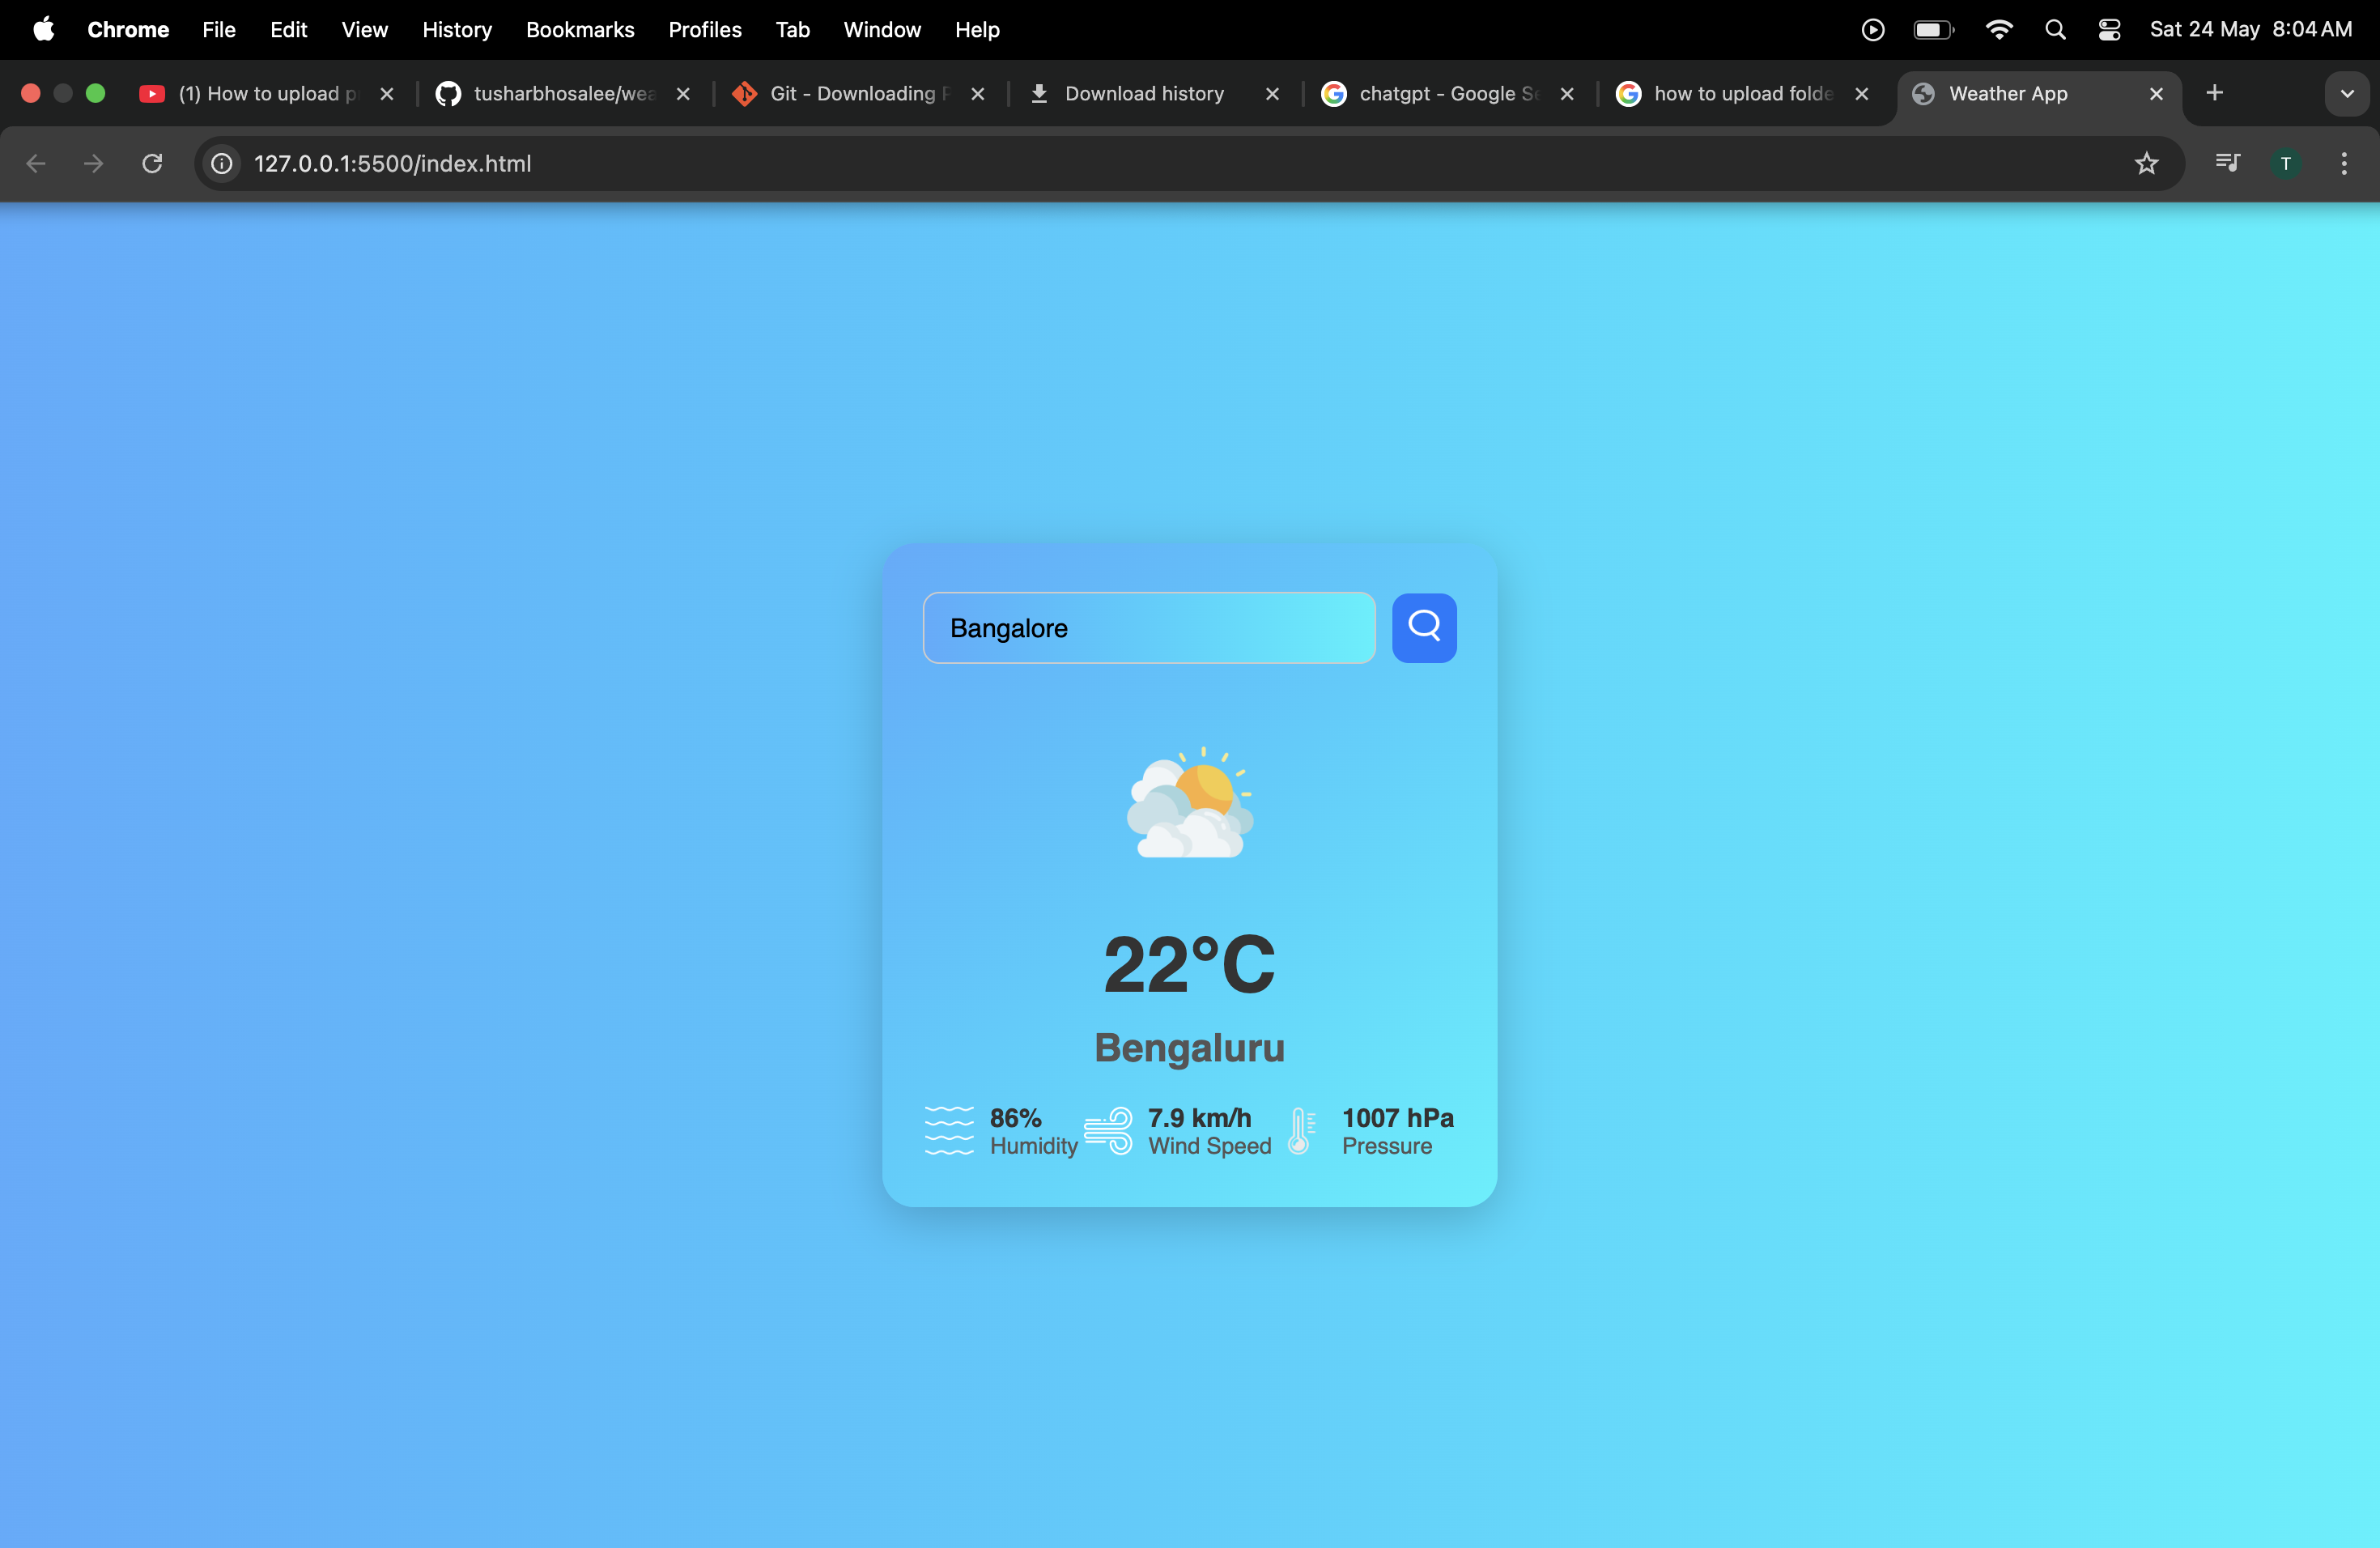 Chrome File Edit View History Bookmarks Profiles Tab Window Help Sat 24 May 8:04 AM
(1) How to upload p tusharbhosalee/wea Git - Downloading Download history chatgpt - Google Se how to upload folde Weather App
127.0.0.1:5500/index.html T
Bangalore
22°C
Bengaluru
86% 7.9 km/h 1007 hPa
Humidity Wind Speed Pressure